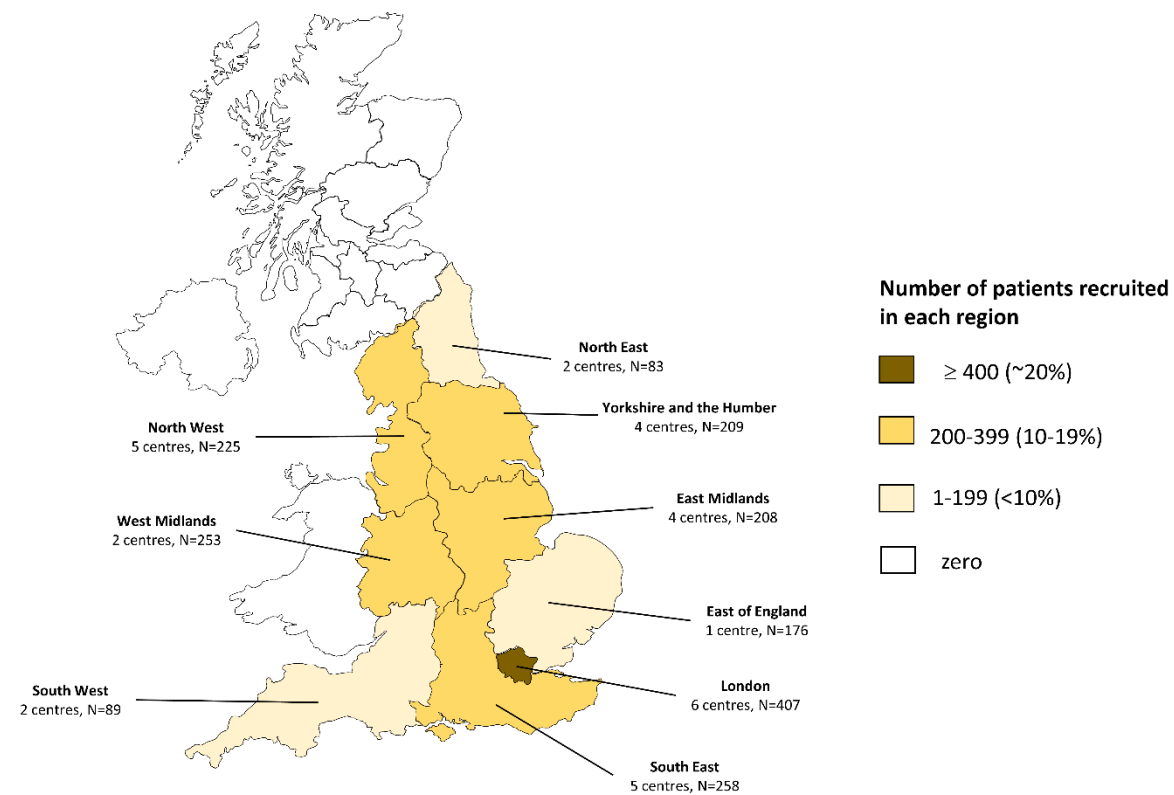 North East
2 centres, N=83
Yorkshire and the Humber
4 centres, N=209
North West
5 centres, N=225
East Midlands
4 centres, N=208
West Midlands
2 centres, N=253
East of England
1 centre, N=176
London
6 centres, N=407
South West
2 centres, N=89
South East
5 centres, N=258
Number of patients recruited
in each region
≥ 400 (~20%)
200-399 (10-19%)
1-199 (<10%)
zero